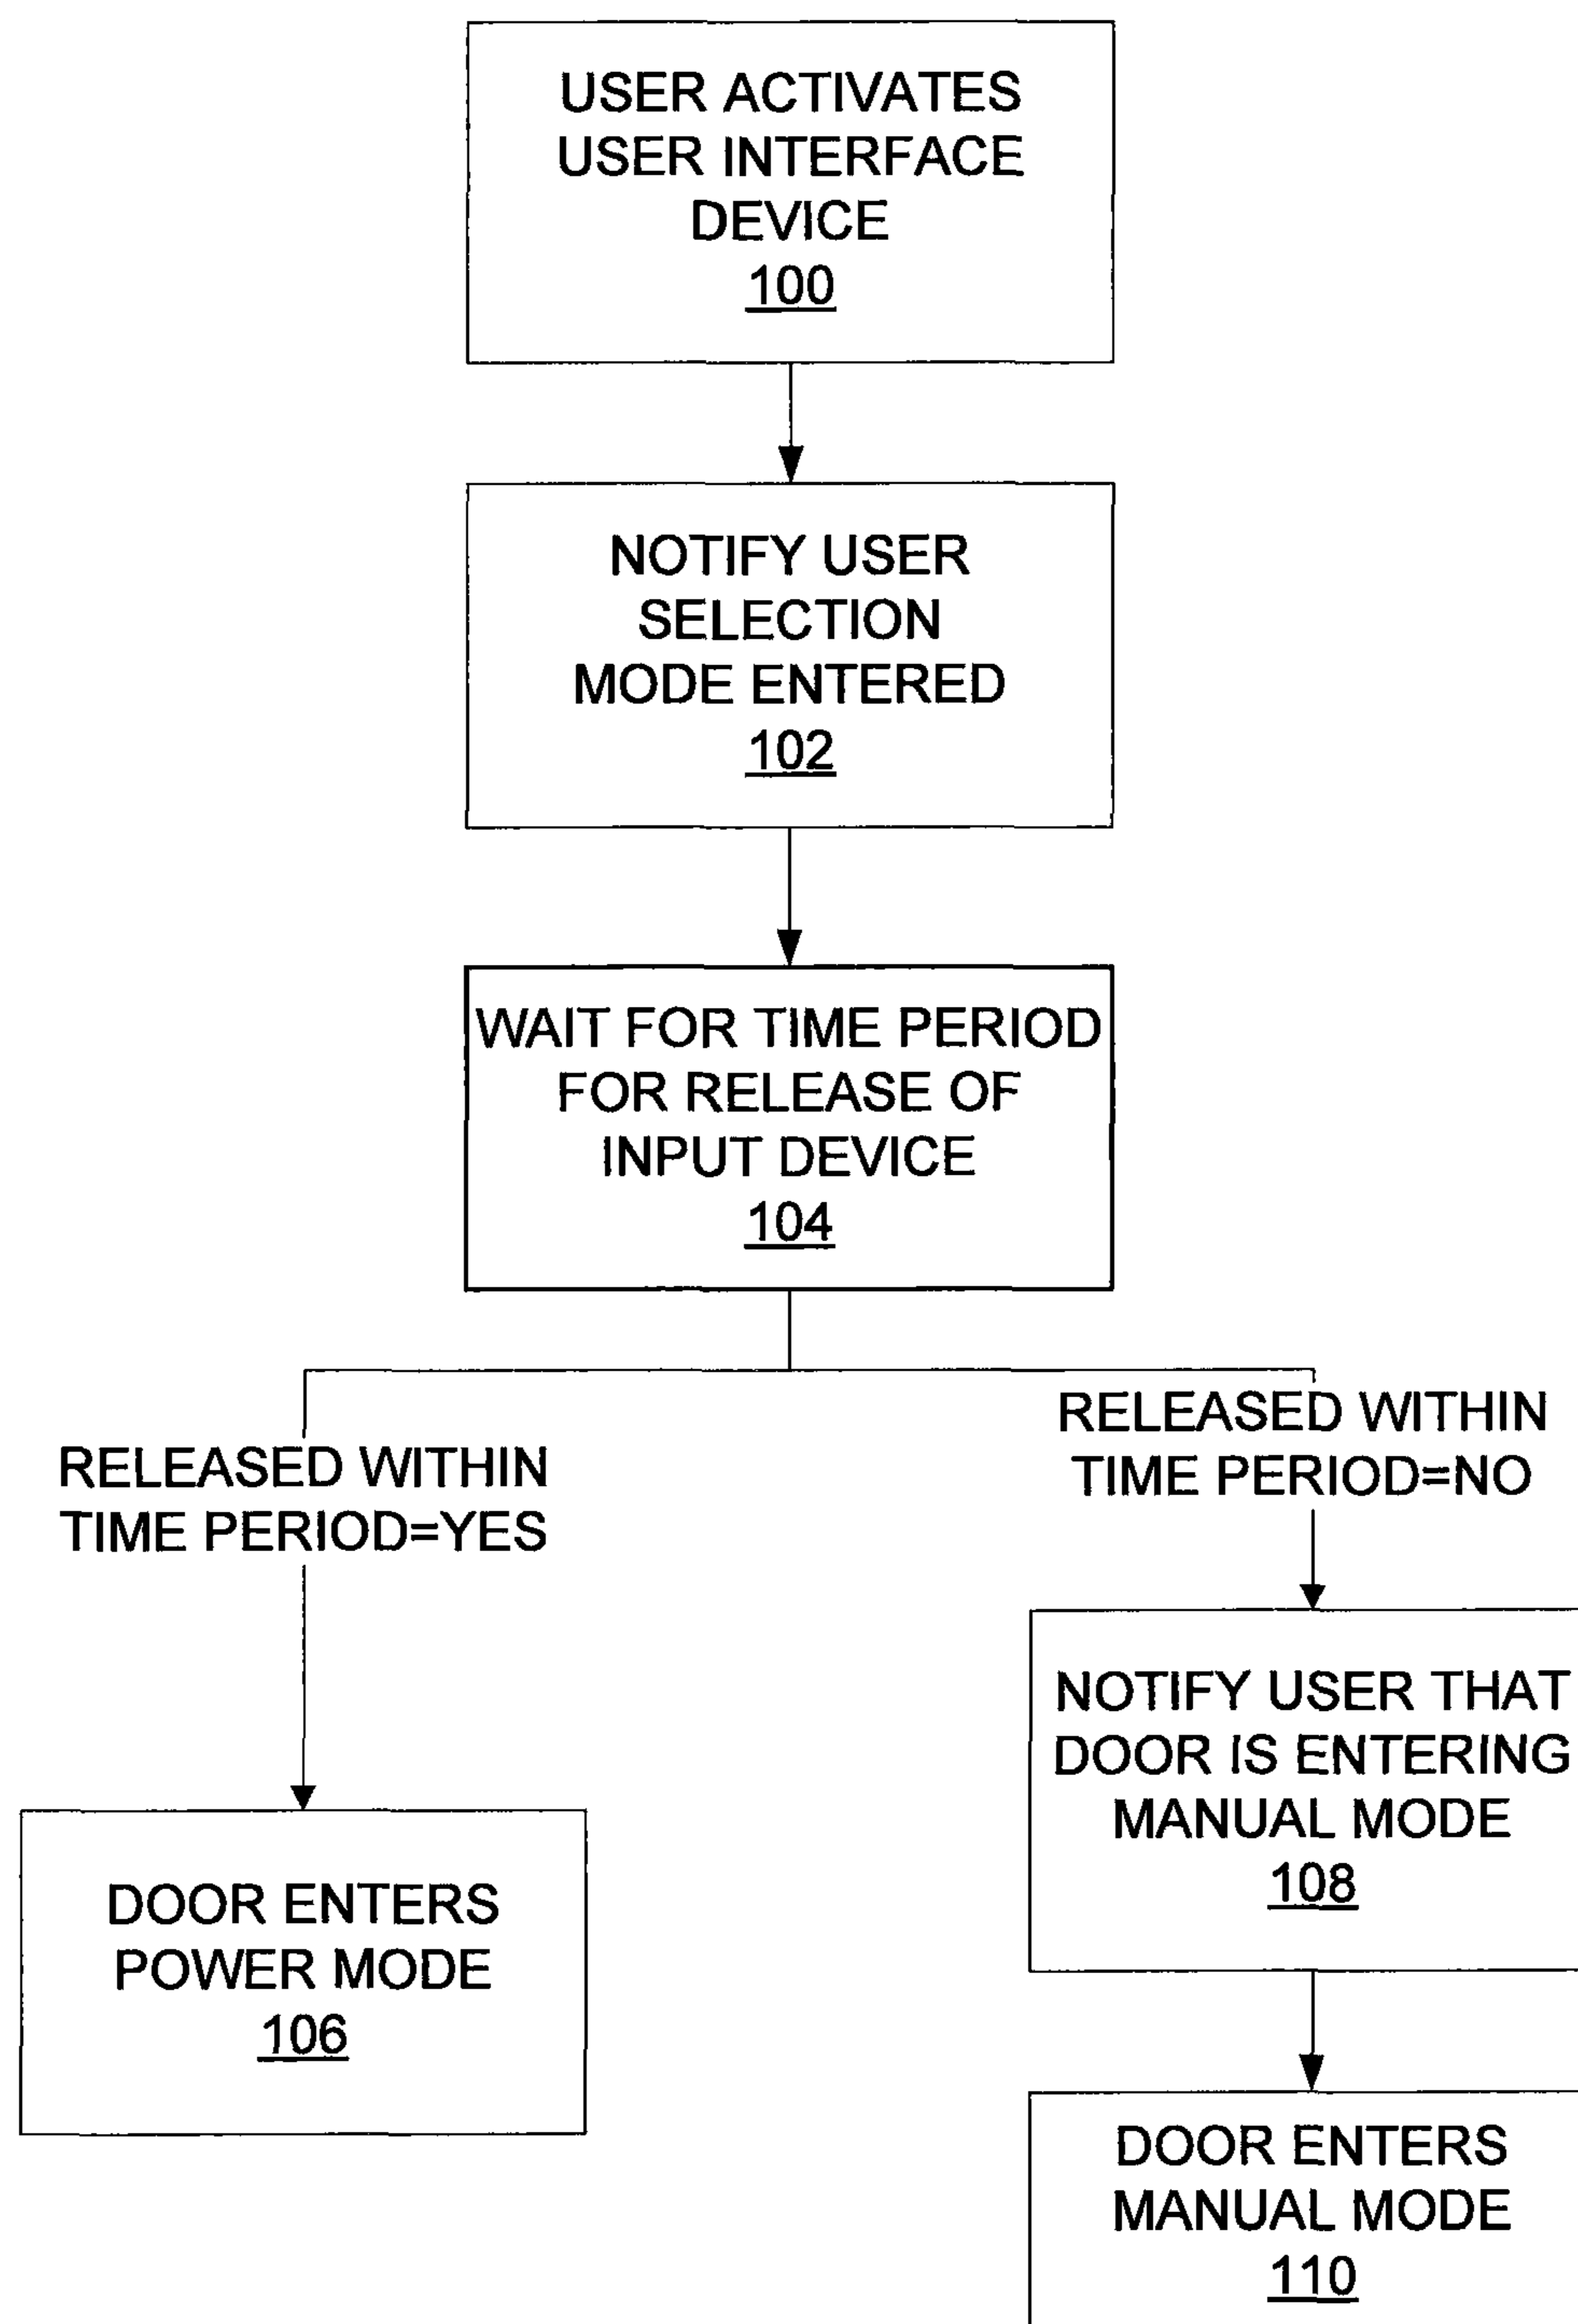 USER ACTIVATES
USER INTERFACE
DEVICE
100
NOTIFY USER
SELECTION
MODE ENTERED
102
WAIT FOR TIME PERIOD
FOR RELEASE OF
INPUT DEVICE
104
RELEASED WITHIN
TIME PERIOD=YES
RELEASED WITHIN
TIME PERIOD=NO
DOOR ENTERS
POWER MODE
106
NOTIFY USER THAT
DOOR IS ENTERING
MANUAL MODE
108
DOOR ENTERS
MANUAL MODE
110